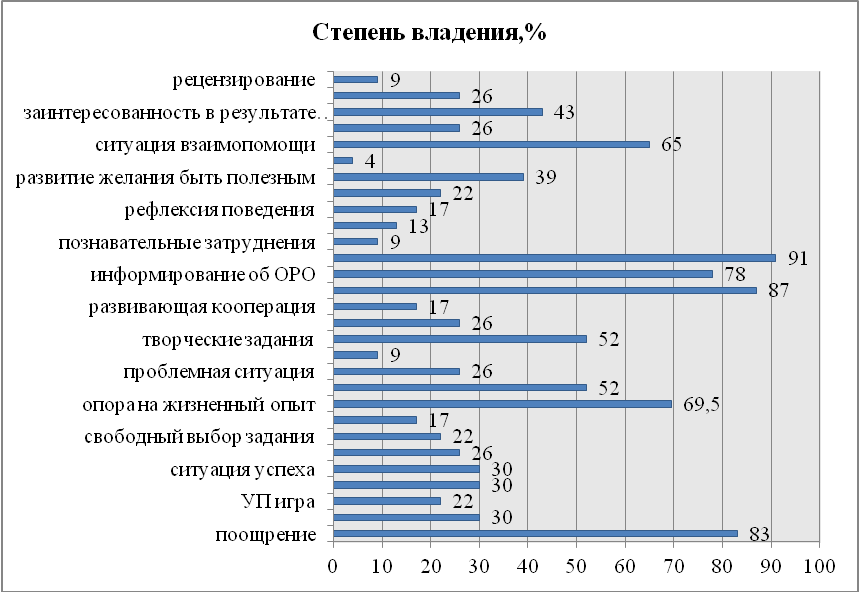 Степень владения,%
рецензирование 9
26
заинтересованность в результате.. 43
26
ситуация взаимопомощи 65
4
развитие желания быть полезным 39
22
рефлексия поведения 17
13
познавательные затруднения 9
91
информирование об ОРО 78
87
развивающая кооперация 17
26
творческие задания 52
9
проблемная ситуация 26
52
опора на жизненный опыт 69,5
17
свободный выбор задания 22
26
ситуация успеха 30
30
УП игра 22
30
поощрение 83
0 10 20 30 40 50 60 70 80 90 100